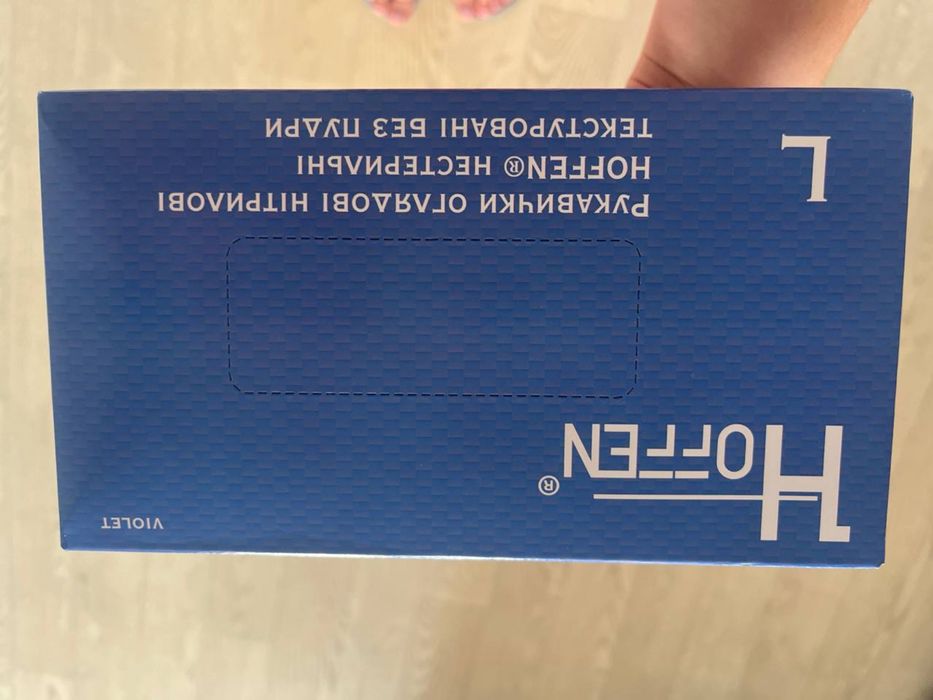 VIOLET
HOFFEN®
РУКАВИЧКИ ОГЛЯДОВІ НІТРИЛОВІ
HOFFEN® НЕСТЕРИЛЬНІ
ТЕКСТУРОВАНІ БЕЗ ПУДРИ
L